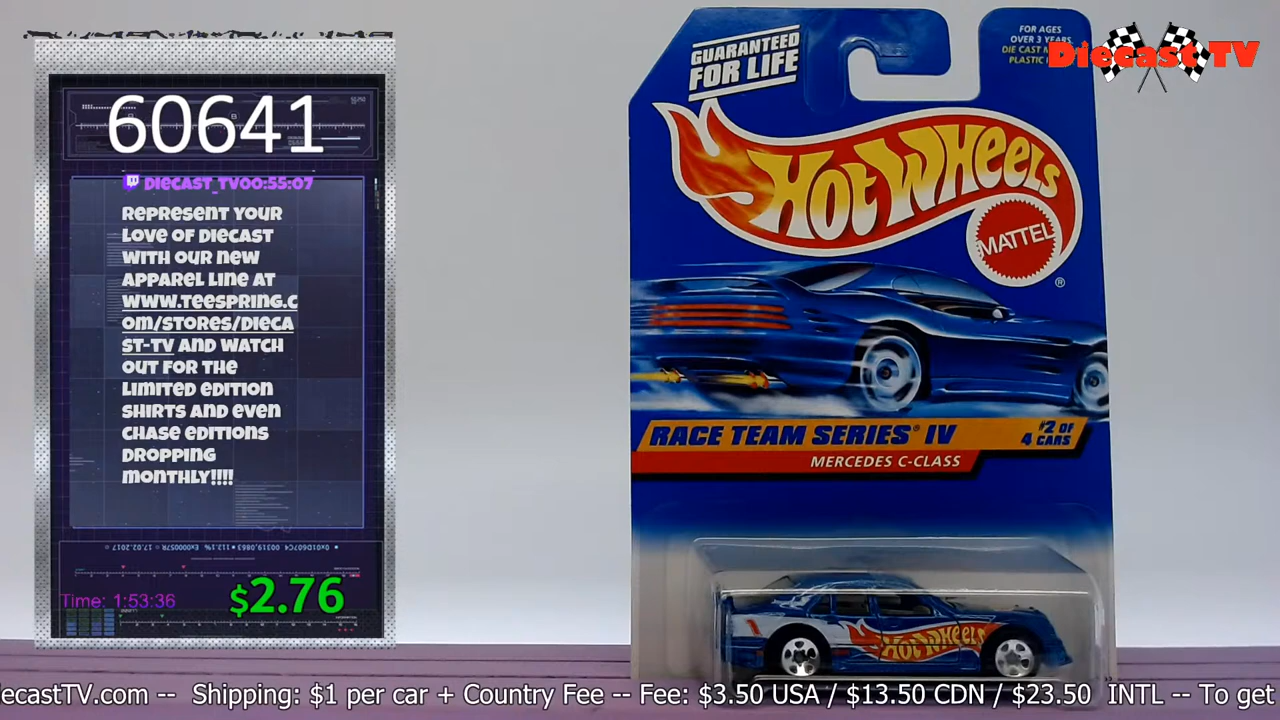 60641
DIECAST_TV00:55:07
REPRESENT YOUR
LOVE OF DIECAST
WITH OUR NEW
APPAREL LINE AT
WWW.TEESPRING.C
OM/STORES/DIECA
ST-TV AND WATCH
OUT FOR THE
LIMITED EDITION
SHIRTS AND EVEN
CHASE EDITIONS
DROPPING
MONTHLY!!!!
Time: 1:53:36
$2.76
GUARANTEED
FOR LIFE
FOR AGES
OVER 3 YEARS
DIE CAST
PLASTIC
Diecast TV
HOT WHEELS
MATTEL
®
RACE TEAM SERIES® IV
#2 OF
4 CARS
MERCEDES C-CLASS
HOT WHEELS
iecastTV.com -- Shipping: $1 per car + Country Fee -- Fee: $3.50 USA / $13.50 CDN / $23.50 INTL -- To get